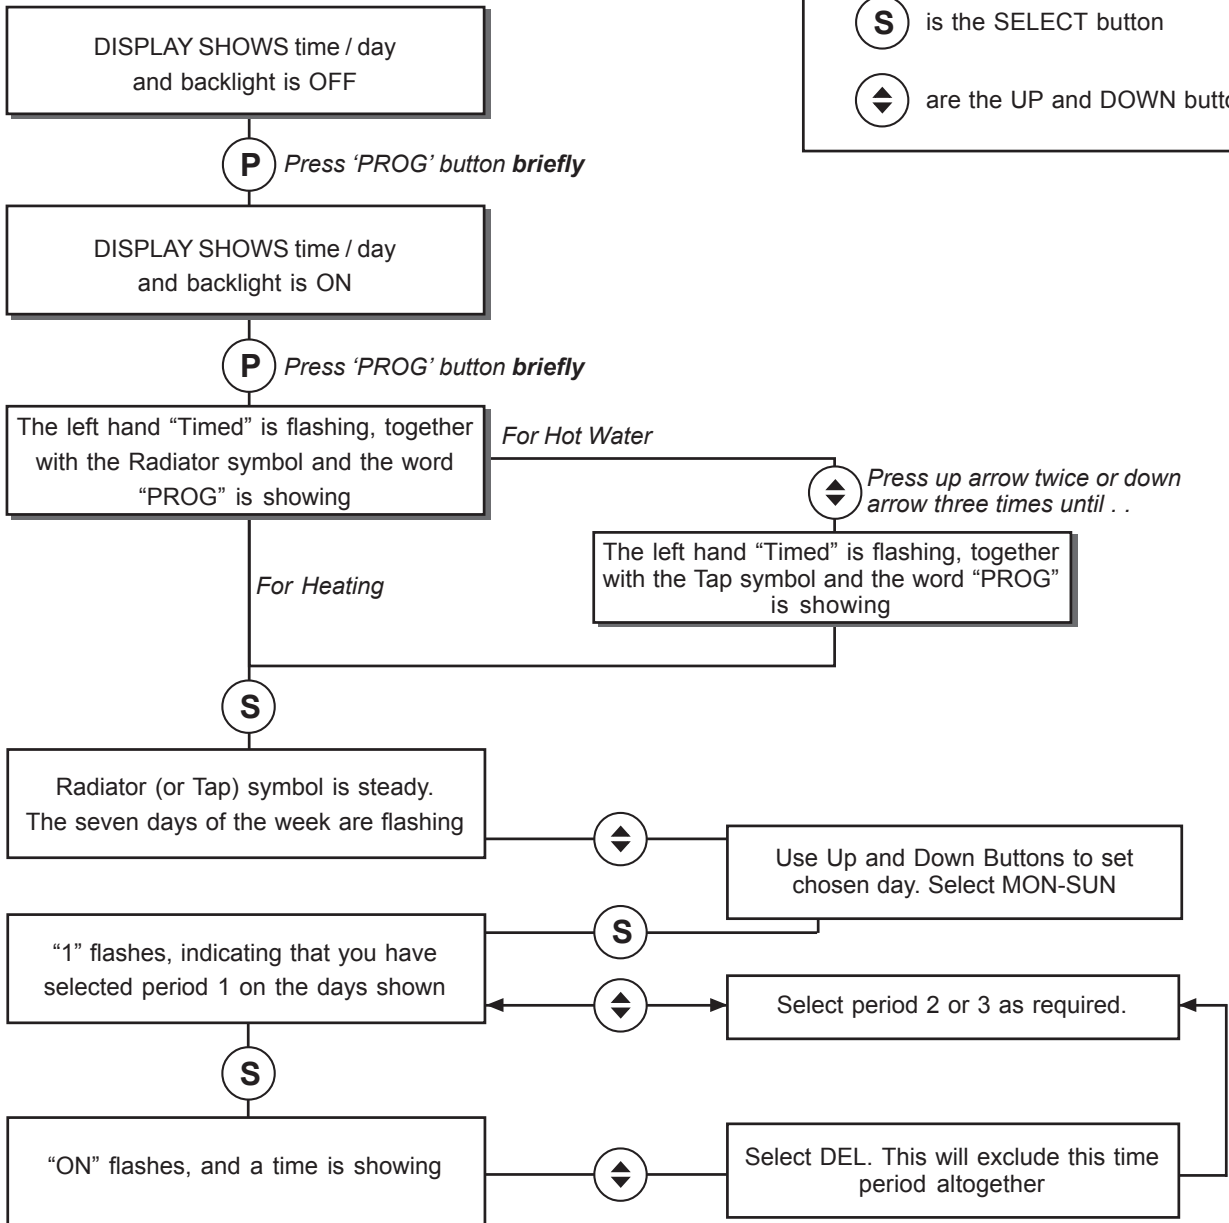 DISPLAY SHOWS time / day
and backlight is OFF
S is the SELECT button
are the UP and DOWN
P Press ‘PROG’ button briefly
DISPLAY SHOWS time / day
and backlight is ON
P Press ‘PROG’ button briefly
The left hand “Timed” is flashing, together
with the Radiator symbol and the word
“PROG” is showing
For Hot Water
Press up arrow twice or down
arrow three times until . .
The left hand “Timed” is flashing, together
with the Tap symbol and the word “PROG”
is showing
For Heating
S
Radiator (or Tap) symbol is steady.
The seven days of the week are flashing
Use Up and Down Buttons to set
chosen day. Select MON-SUN
S
“1” flashes, indicating that you have
selected period 1 on the days shown
Select period 2 or 3 as required.
S
“ON” flashes, and a time is showing
Select DEL. This will exclude this time
period altogether